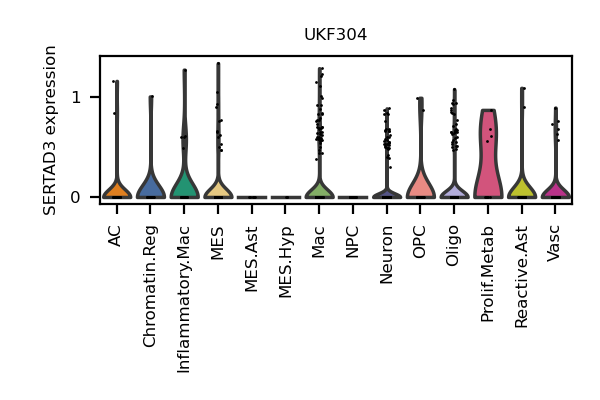 UKF304
SERTAD3 expression
1
0
AC
Chromatin.Reg
Inflammatory.Mac
MES
MES.Ast
MES.Hyp
Mac
NPC
Neuron
OPC
Oligo
Prolif.Metab
Reactive.Ast
Vasc